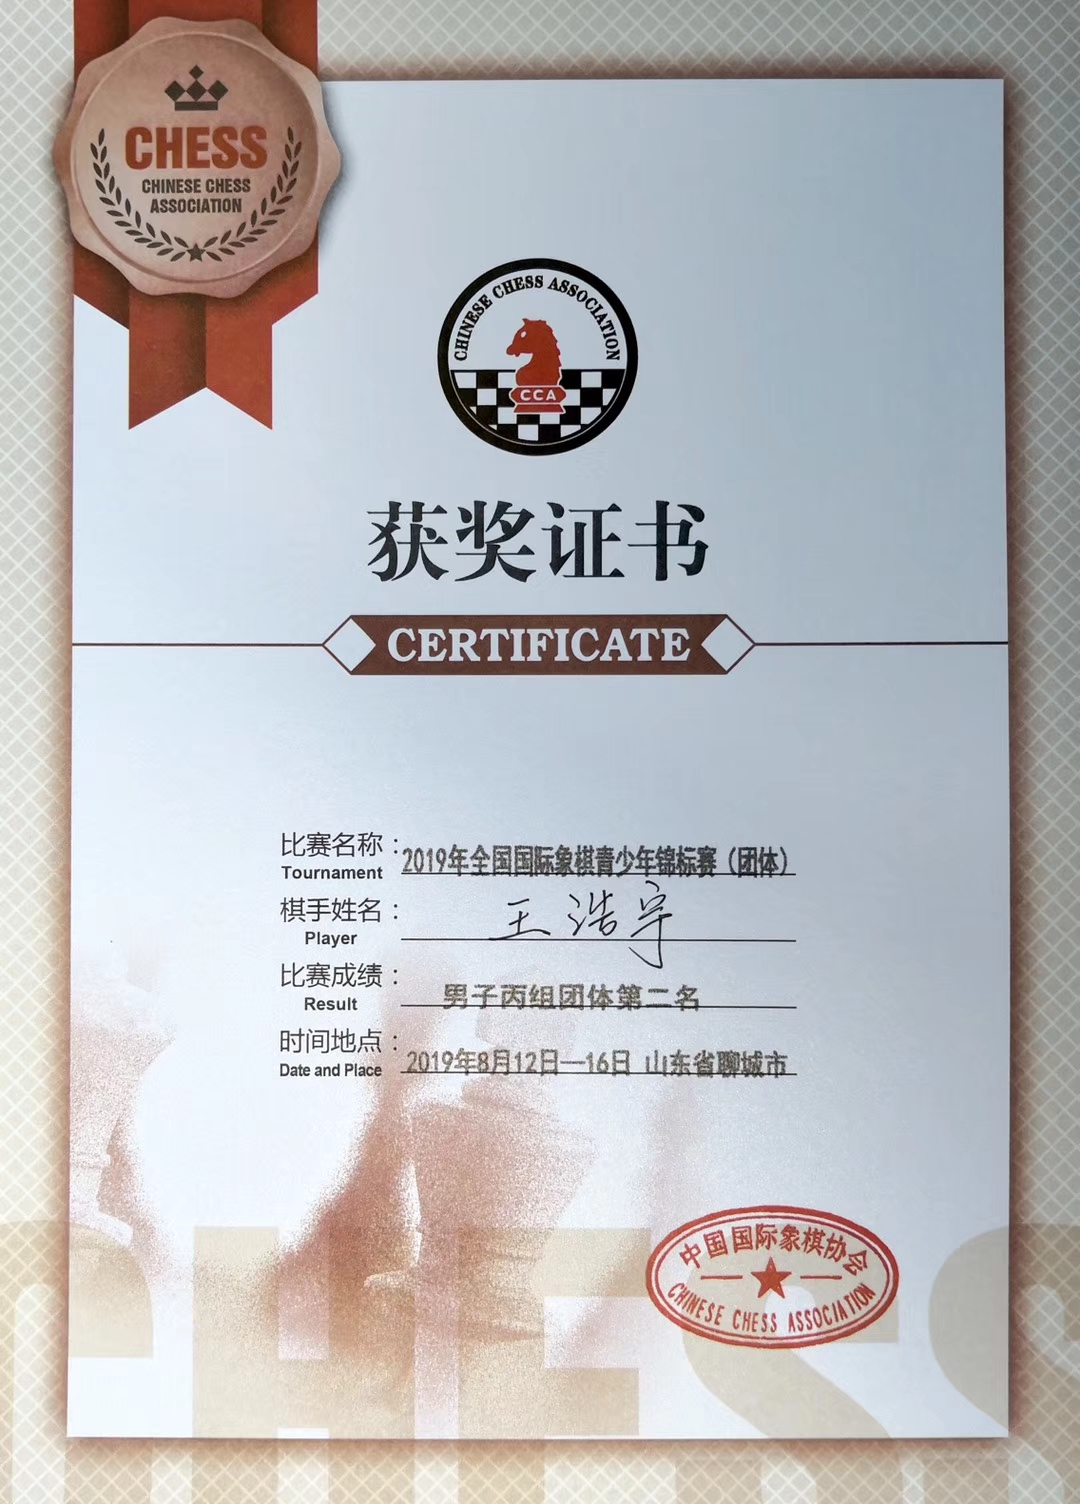 CHESS
CHINESE CHESS
ASSOCIATION
CHINESE CHESS ASSOCIATION
CCA
获奖证书
CERTIFICATE
比赛名称：2019年全国国际象棋青少年锦标赛（团体）
Tournament
棋手姓名：王浩宇
Player
比赛成绩：男子丙组团体第二名
Result
时间地点：2019年8月12日—16日 山东省聊城市
Date and Place
中国国际象棋协会
CHINESE CHESS ASSOCIATION
CHESS